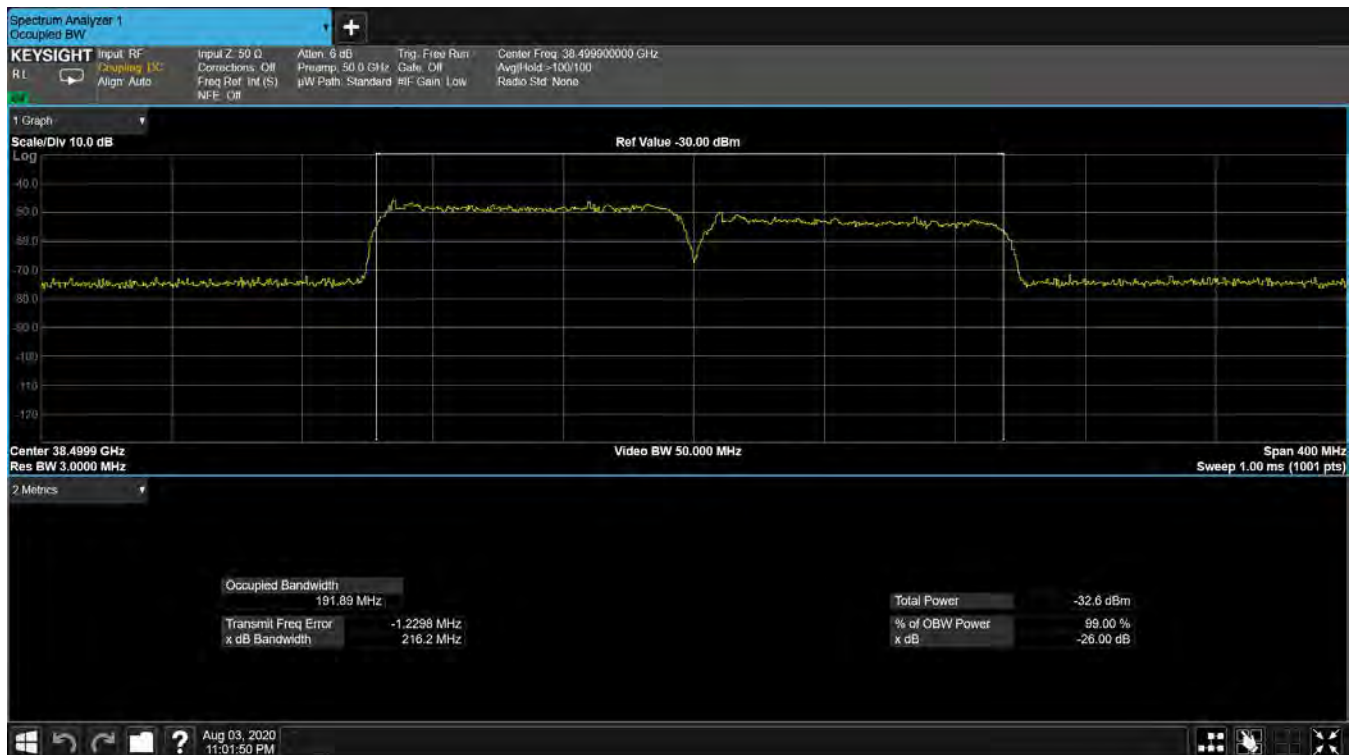 Spectrum Analyzer 1
Occupied BW
+
KEYSIGHT Input: RF
R L
Coupling: DC
Align: Auto
Input Z: 50 Ω
Corrections: Off
Freq Ref: Int (S)
NFE: Off
Atten: 6 dB
Preamp: 50.0 GHz
µW Path: Standard
Trig: Free Run
Gate: Off
#IF Gain: Low
Center Freq: 38.499900000 GHz
Avg|Hold:>100/100
Radio Std: None
1 Graph
Scale/Div 10.0 dB
Ref Value -30.00 dBm
Log
-40.0
-50.0
-60.0
-70.0
-80.0
-90.0
-100
-110
-120
Center 38.4999 GHz
Video BW 50.000 MHz
Span 400 MHz
Res BW 3.0000 MHz
Sweep 1.00 ms (1001 pts)
2 Metrics
Occupied Bandwidth
191.89 MHz
Total Power -32.6 dBm
Transmit Freq Error -1.2298 MHz
% of OBW Power 99.00 %
x dB Bandwidth 216.2 MHz
x dB -26.00 dB
?
Aug 03, 2020
11:01:50 PM